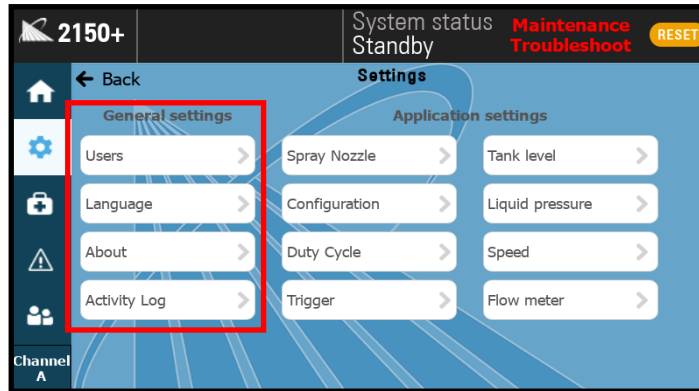 2150+
System status
Standby
Maintenance
Troubleshoot
RESET
Back
Settings
General settings
Application settings
Users
Spray Nozzle
Tank level
Language
Configuration
Liquid pressure
About
Duty Cycle
Speed
Activity Log
Trigger
Flow meter
Channel
A